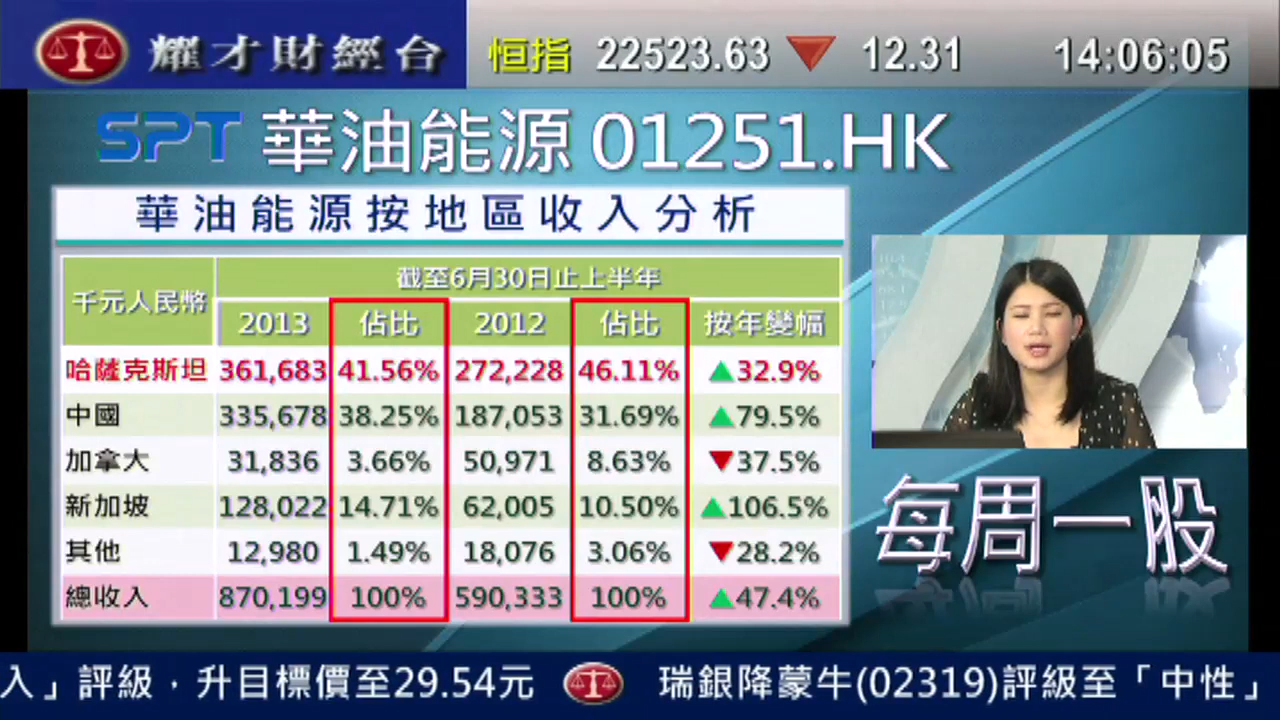 耀才財經台
恒指 22523.63 ▼ 12.31 14:06:05
SPT 華油能源 01251.HK
華油能源按地區收入分析
千元人民幣 截至6月30日止上半年
2013 佔比 2012 佔比 按年變幅
哈薩克斯坦 361,683 41.56% 272,228 46.11% ▲32.9%
中國 335,678 38.25% 187,053 31.69% ▲79.5%
加拿大 31,836 3.66% 50,971 8.63% ▼37.5%
新加坡 128,022 14.71% 62,005 10.50% ▲106.5%
其他 12,980 1.49% 18,076 3.06% ▼28.2%
總收入 870,199 100% 590,333 100% ▲47.4%
每周一股
入」評級，升目標價至29.54元 瑞銀降蒙牛(02319)評級至「中性」